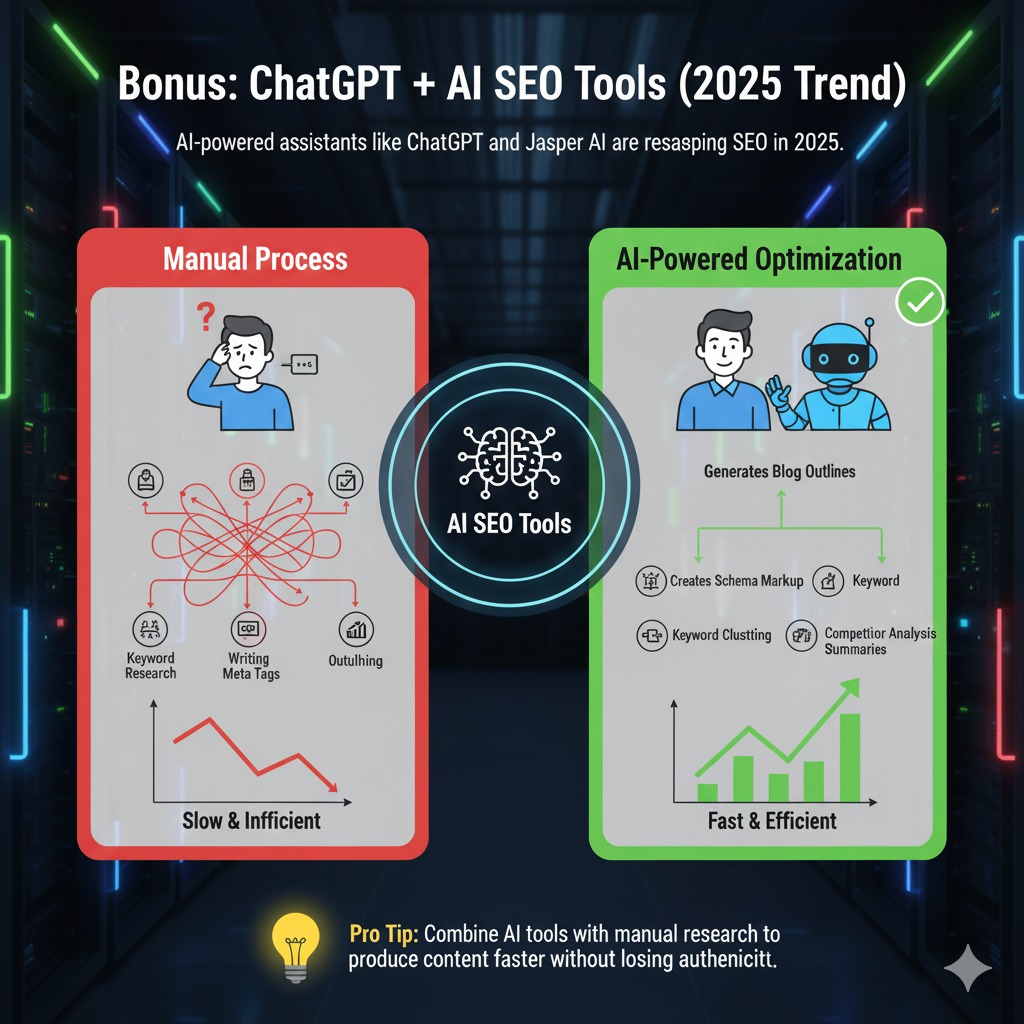 Bonus: ChatGPT + AI SEO Tools (2025 Trend)
AI-powered assistants like ChatGPT and Jasper AI are resasping SEO in 2025.
Manual Process
?
Keyword
Research
Writing
Meta Tags
Outulhing
Slow & Infficient
AI SEO Tools
AI-Powered Optimization
Generates Blog Outlines
Creates Schema Markup
Keyword
Keyword Clustting
Competitior Analysis
Summaries
Fast & Efficient
Pro Tip: Combine AI tools with manual research to
produce content faster without losing authenicitt.